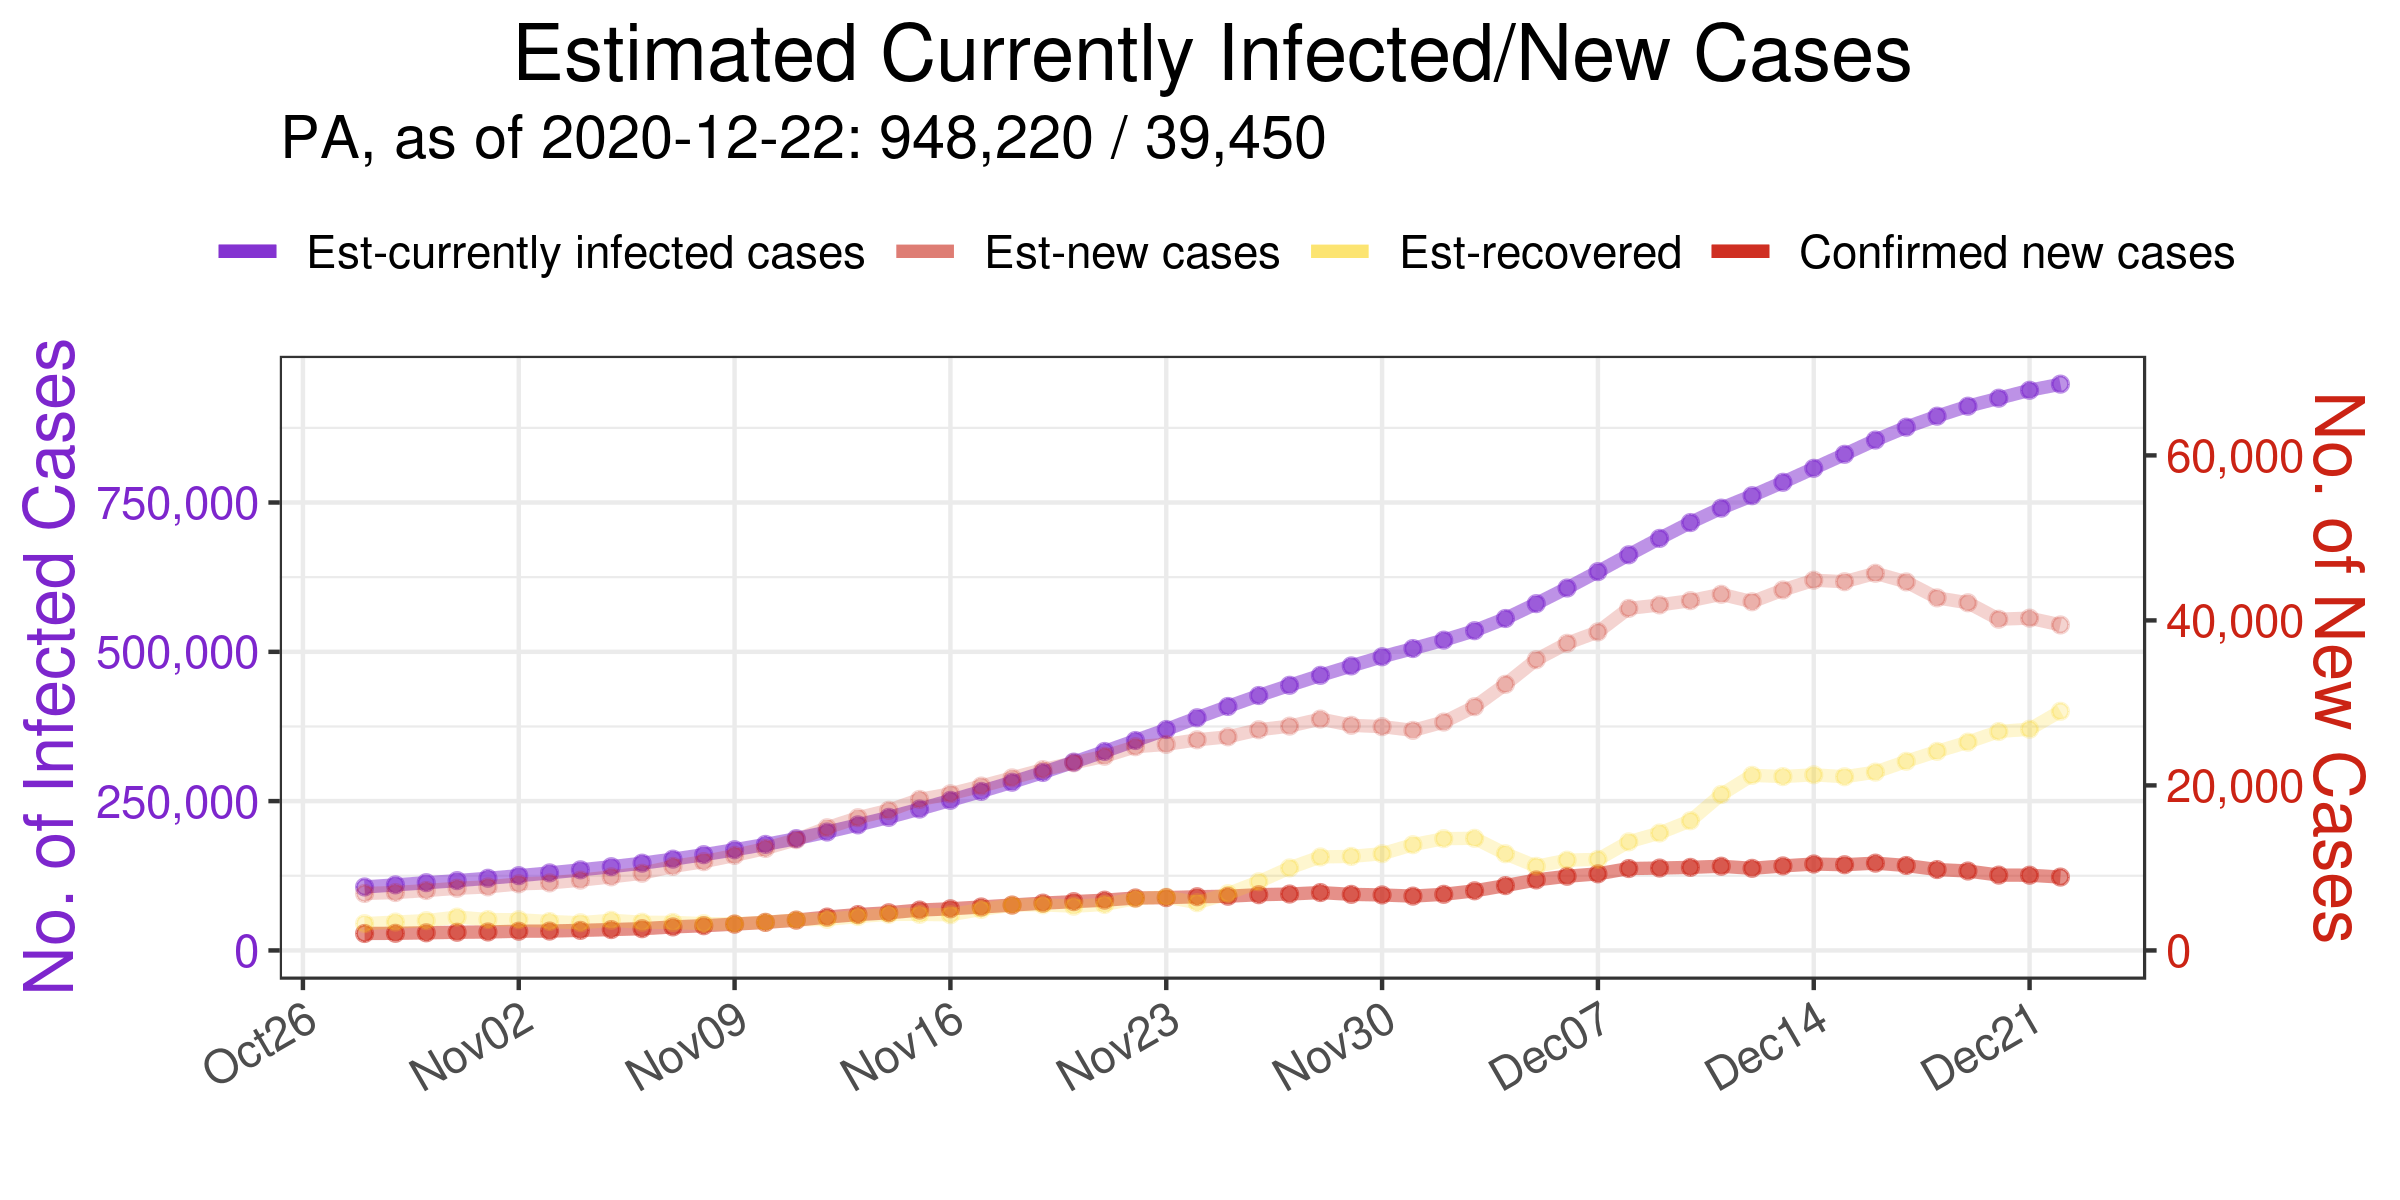 Estimated Currently Infected/New Cases
PA, as of 2020-12-22: 948,220 / 39,450
Est-currently infected cases Est-new cases Est-recovered Confirmed new cases
No. of Infected Cases
750,000
500,000
250,000
0
60,000
40,000
20,000
0
No. of New Cases
Oct26 Nov02 Nov09 Nov16 Nov23 Nov30 Dec07 Dec14 Dec21